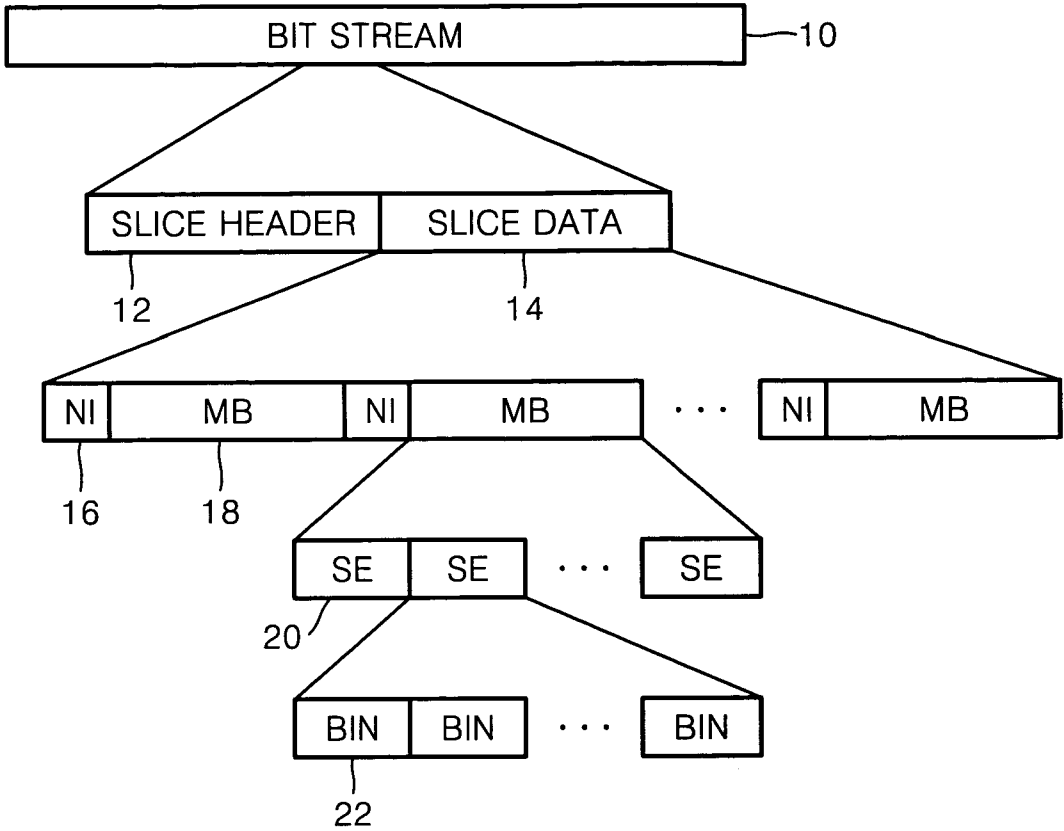 BIT STREAM 10
SLICE HEADER SLICE DATA
12 14
NI MB NI MB ... NI MB
16 18
SE SE ... SE
20
BIN BIN ... BIN
22